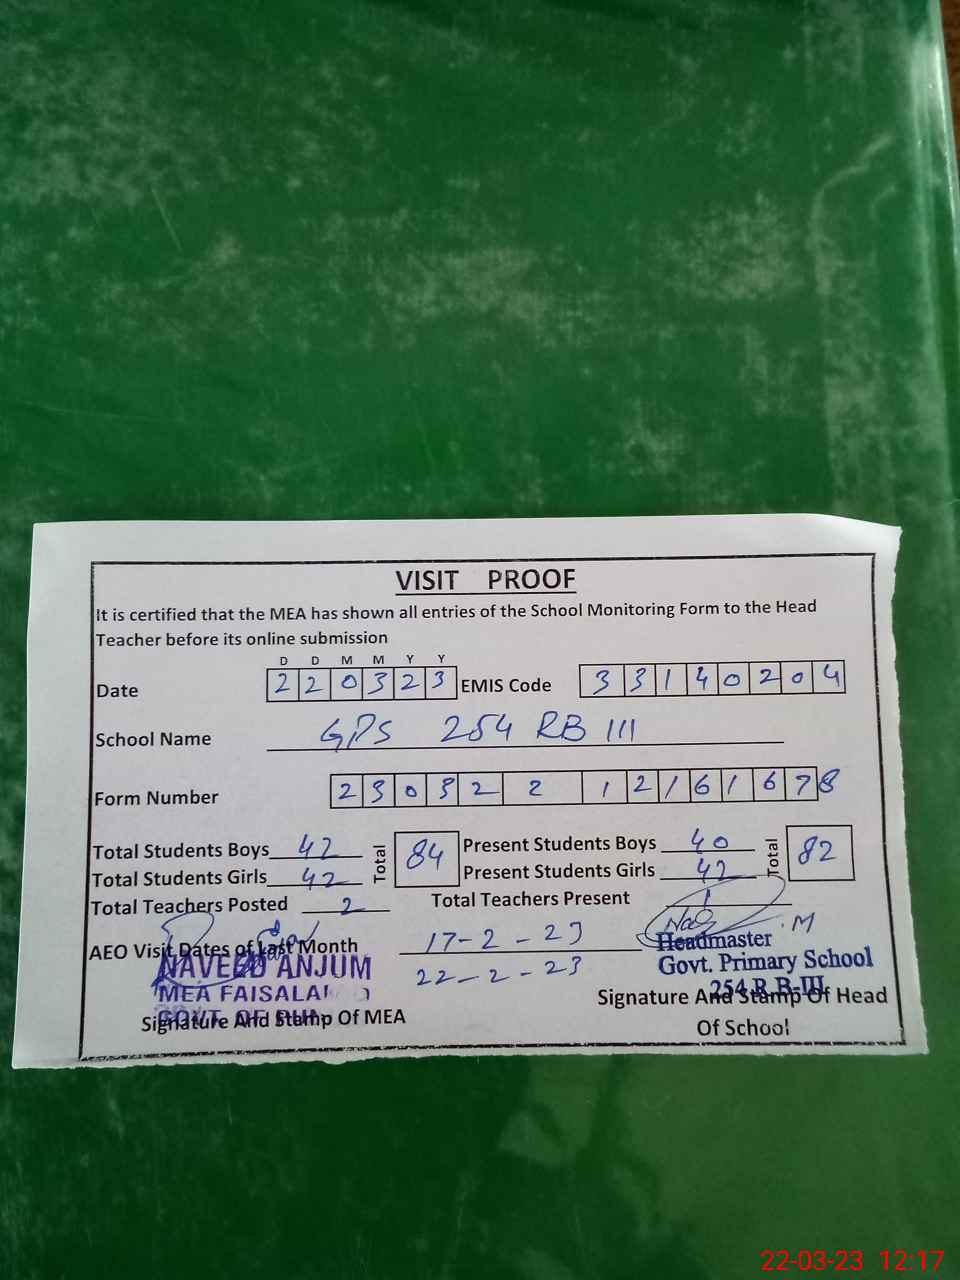 VISIT PROOF
It is certified that the MEA has shown all entries of the School Monitoring Form to the Head
Teacher before its online submission
D D M M Y Y
Date 2 2 0 3 2 3 EMIS Code 3 3 1 4 0 2 0 4
School Name GPS 254 RB III
Form Number 2 3 0 3 2 2 1 2 1 6 1 6 7 8
Total Students Boys 42 Total 84 Present Students Boys 40 Total 82
Total Students Girls 42 Present Students Girls 42
Total Teachers Posted 2 Total Teachers Present 1
AEO Visit Dates of Last Month 17-2-23
22-2-23
NAVEED ANJUM
MEA FAISALA
Signature And Stamp Of MEA
H.M
Headmaster
Govt. Primary School
254 R.B-III
Signature And Stamp Of Head
Of School
22-03-23 12:17